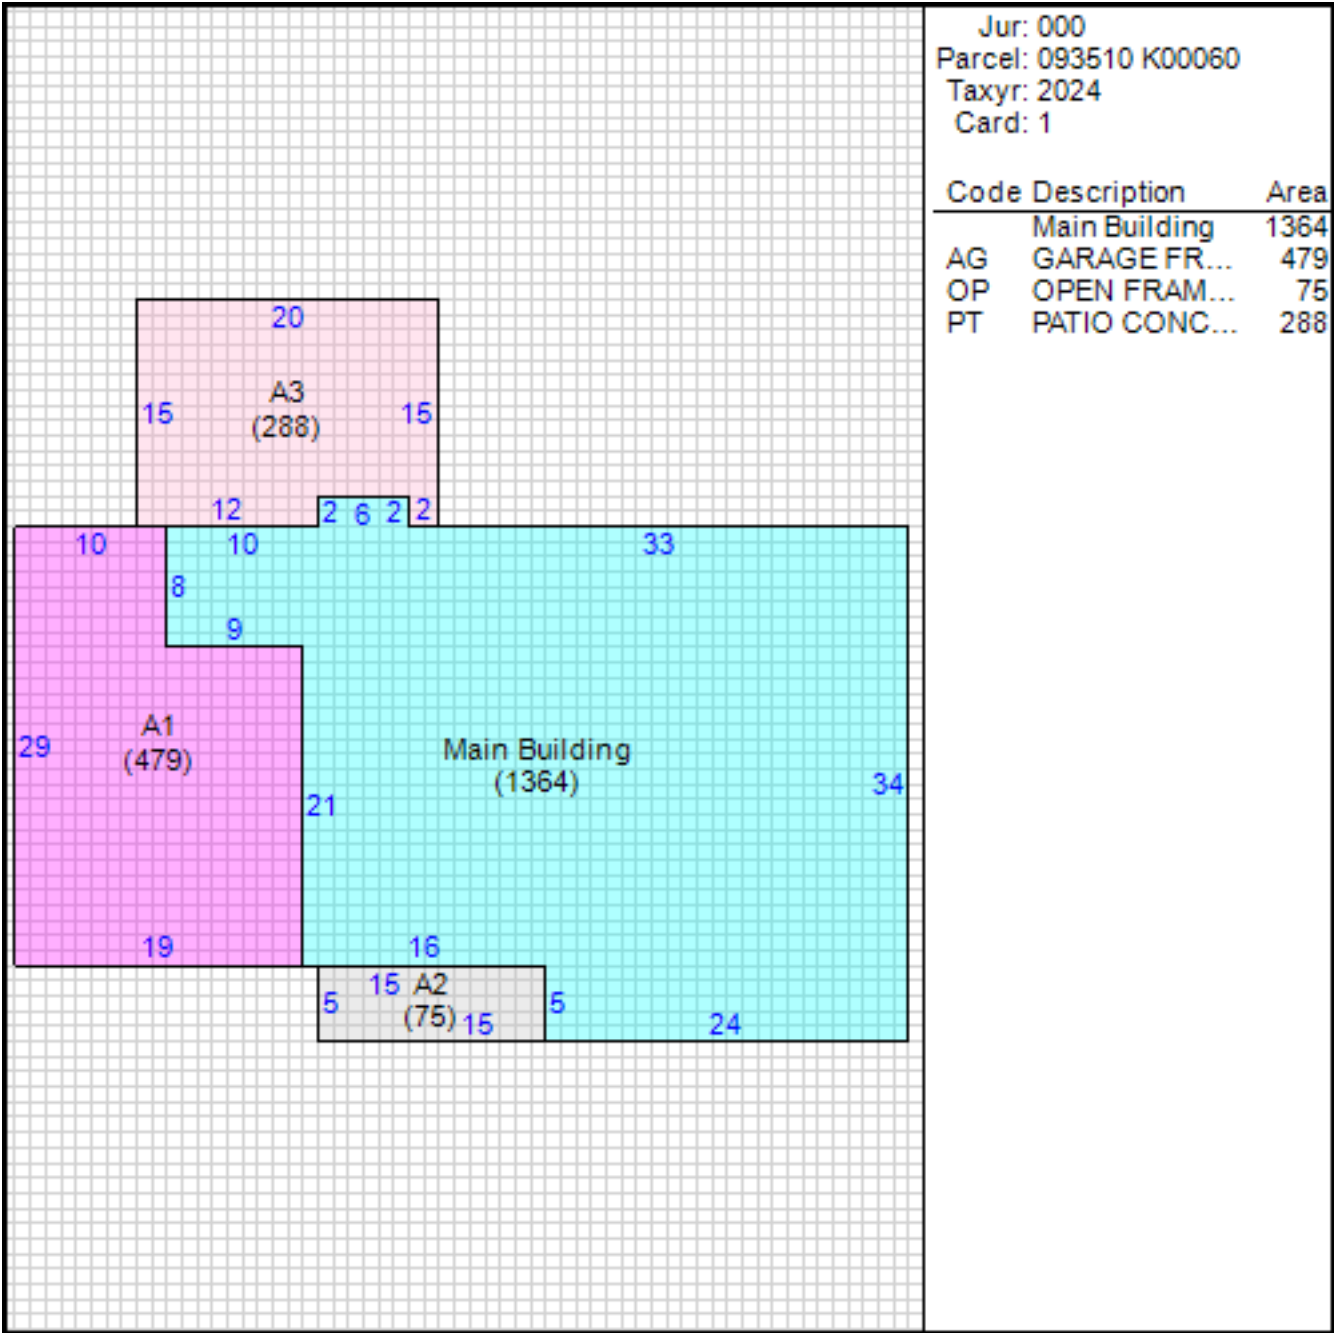 Jur: 000
Parcel: 093510 K00060
Taxyr: 2024
Card: 1
Code Description Area
Main Building 1364
AG GARAGE FR... 479
OP OPEN FRAM... 75
PT PATIO CONC... 288
20
A3
15 15
(288)
12 2 6 2 2
10 10 33
8
9
A1
(479)
29
Main Building
(1364)
34
21
19 16
15 A2
5 (75) 15 5
24